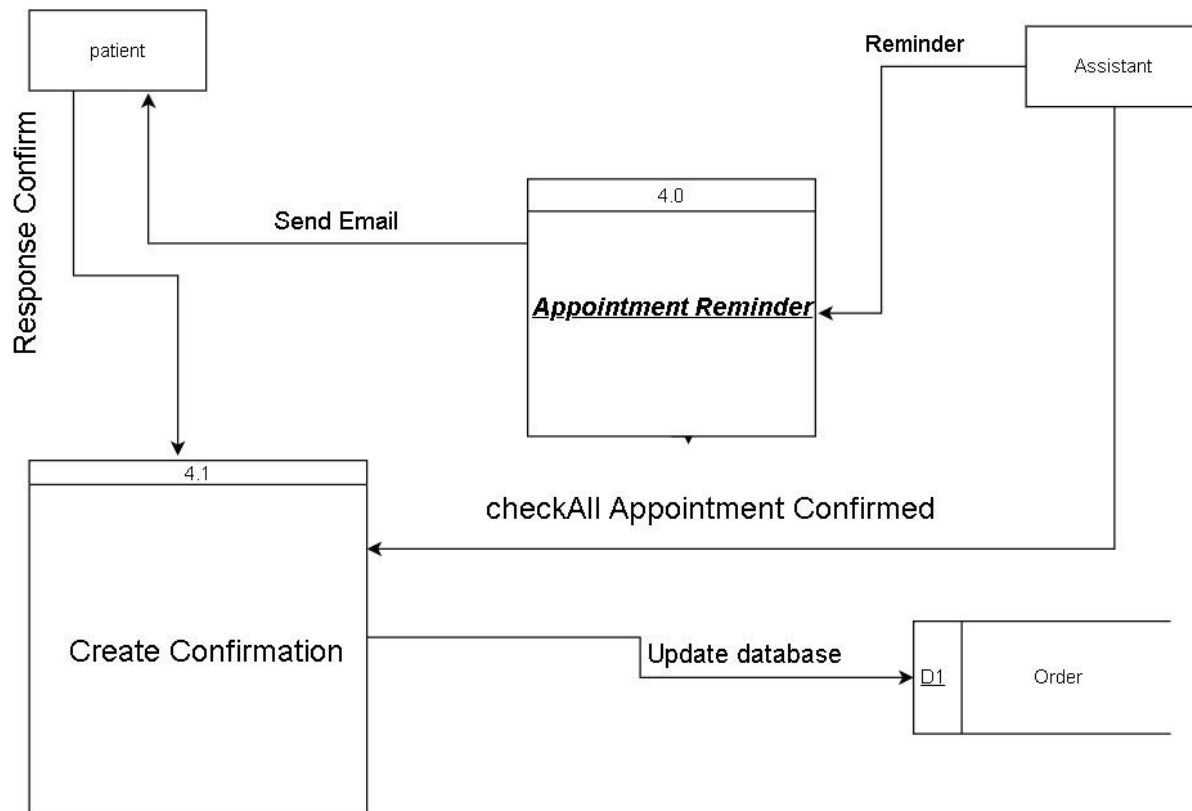 patient
Reminder
Assistant
Response Confirm
4.0
Send Email
Appointment Reminder
4.1
checkAll Appointment Confirmed
Create Confirmation
Update database
D1
Order